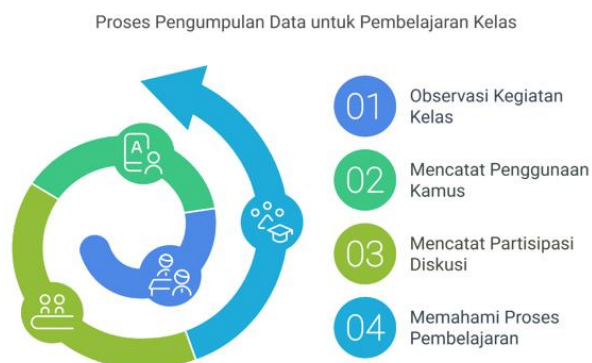 Proses Pengumpulan Data untuk Pembelajaran Kelas
A
01
Observasi Kegiatan
Kelas
02
Mencatat Penggunaan
Kamus
03
Mencatat Partisipasi
Diskusi
04
Memahami Proses
Pembelajaran